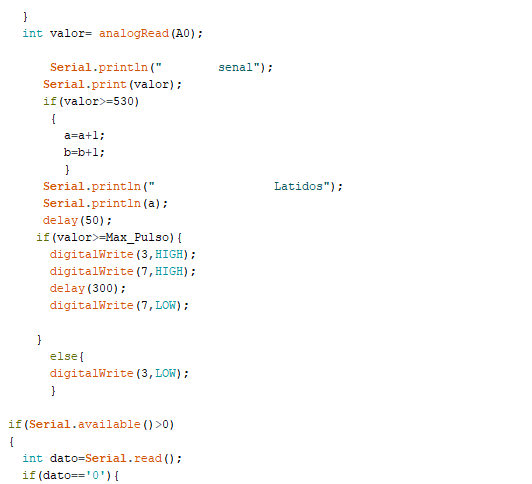 }
int valor= analogRead(A0);
Serial.println("        senal");
Serial.print(valor);
if(valor>=530)
{
a=a+1;
b=b+1;
}
Serial.println("                 Latidos");
Serial.println(a);
delay(50);
if(valor>=Max_Pulso){
digitalWrite(3,HIGH);
digitalWrite(7,HIGH);
delay(300);
digitalWrite(7,LOW);
}
else{
digitalWrite(3,LOW);
}
if(Serial.available()>0)
{
int dato=Serial.read();
if(dato=='0'){